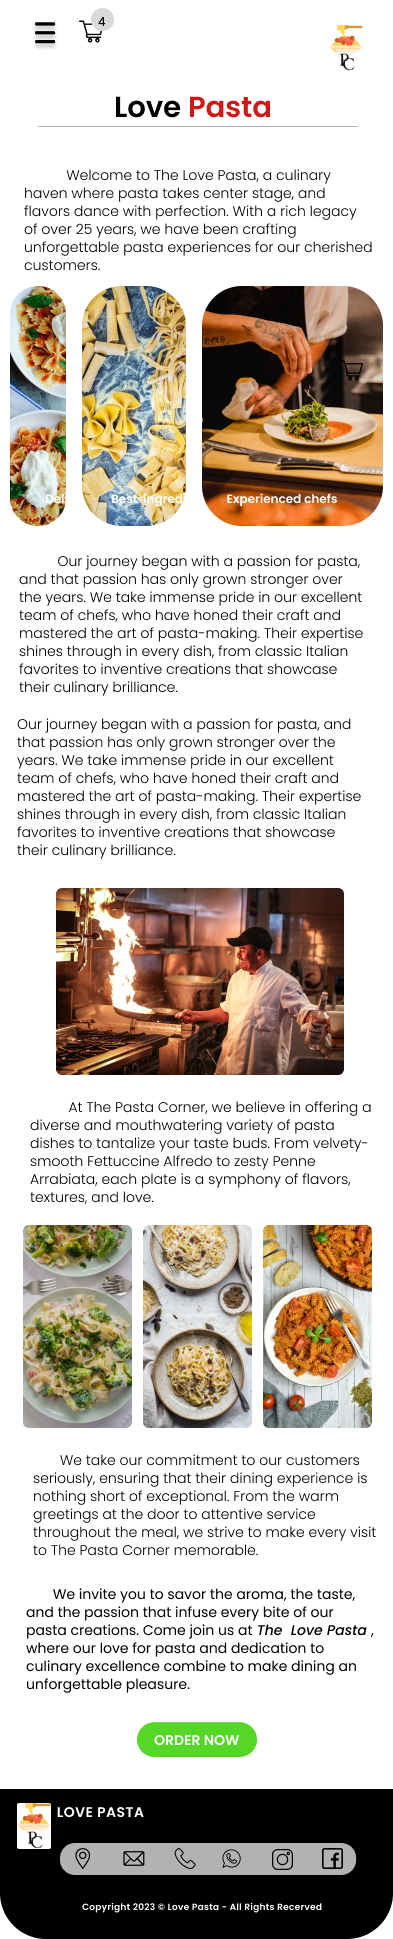 4
PC
Love Pasta
Welcome to The Love Pasta, a culinary
haven where pasta takes center stage, and
flavors dance with perfection. With a rich legacy
of over 25 years, we have been crafting
unforgettable pasta experiences for our cherished
customers.
Del
Best Ingred
Experienced chefs
Our journey began with a passion for pasta,
and that passion has only grown stronger over
the years. We take immense pride in our excellent
team of chefs, who have honed their craft and
mastered the art of pasta-making. Their expertise
shines through in every dish, from classic Italian
favorites to inventive creations that showcase
their culinary brilliance.
Our journey began with a passion for pasta, and
that passion has only grown stronger over the
years. We take immense pride in our excellent
team of chefs, who have honed their craft and
mastered the art of pasta-making. Their expertise
shines through in every dish, from classic Italian
favorites to inventive creations that showcase
their culinary brilliance.
At The Pasta Corner, we believe in offering a
diverse and mouthwatering variety of pasta
dishes to tantalize your taste buds. From velvety-
smooth Fettuccine Alfredo to zesty Penne
Arrabiata, each plate is a symphony of flavors,
textures, and love.
We take our commitment to our customers
seriously, ensuring that their dining experience is
nothing short of exceptional. From the warm
greetings at the door to attentive service
throughout the meal, we strive to make every visit
to The Pasta Corner memorable.
We invite you to savor the aroma, the taste,
and the passion that infuse every bite of our
pasta creations. Come join us at The Love Pasta ,
where our love for pasta and dedication to
culinary excellence combine to make dining an
unforgettable pleasure.
ORDER NOW
LOVE PASTA
PC
Copyright 2023 © Love Pasta - All Rights Recerved